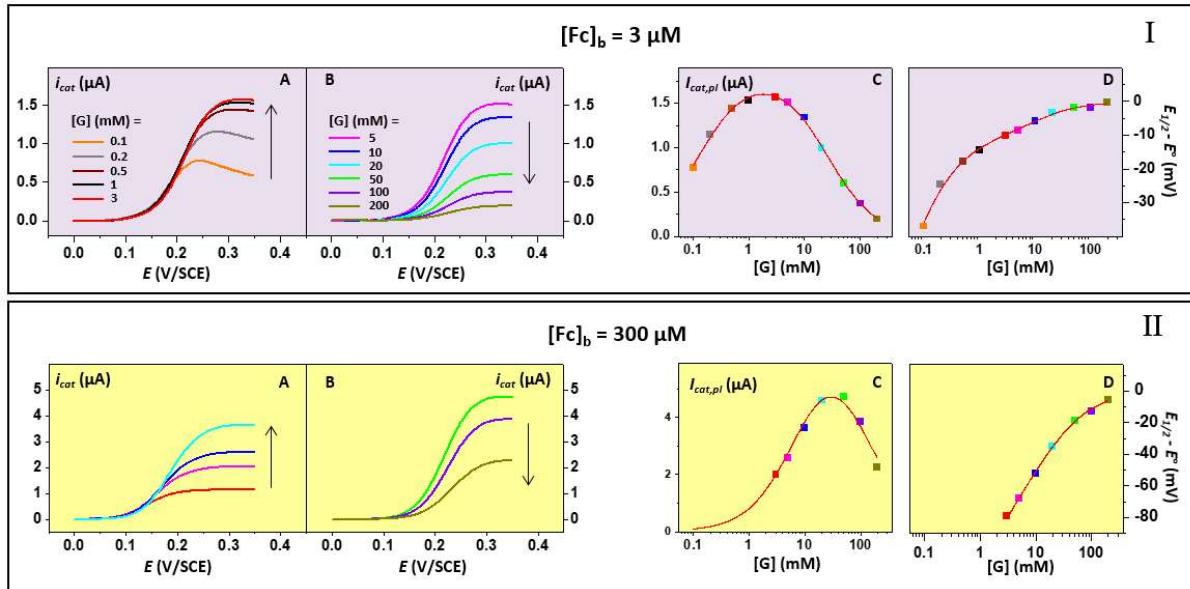 [Fc]b = 3 µM
I
icat (µA)
A
[G] (mM) =
0.1
0.2
0.5
1
3
1.5
1.0
0.5
0.0
0.0 0.1 0.2 0.3 0.4
E (V/SCE)
B
icat (µA)
[G] (mM) =
5
10
20
50
100
200
1.5
1.0
0.5
0.0
0.0 0.1 0.2 0.3 0.4
E (V/SCE)
Icat,pl (µA)
C
1.5
1.0
0.5
0.0
0.1 1 10 100
[G] (mM)
D
0
-10
-20
-30
E1/2 - E° (mV)
0.1 1 10 100
[G] (mM)
[Fc]b = 300 µM
II
icat (µA)
A
5
4
3
2
1
0
0.0 0.1 0.2 0.3 0.4
E (V/SCE)
B
icat (µA)
5
4
3
2
1
0
0.0 0.1 0.2 0.3 0.4
E (V/SCE)
Icat,pl (µA)
C
4
2
0
0.1 1 10 100
[G] (mM)
D
0
-20
-40
-60
-80
E1/2 - E° (mV)
0.1 1 10 100
[G] (mM)